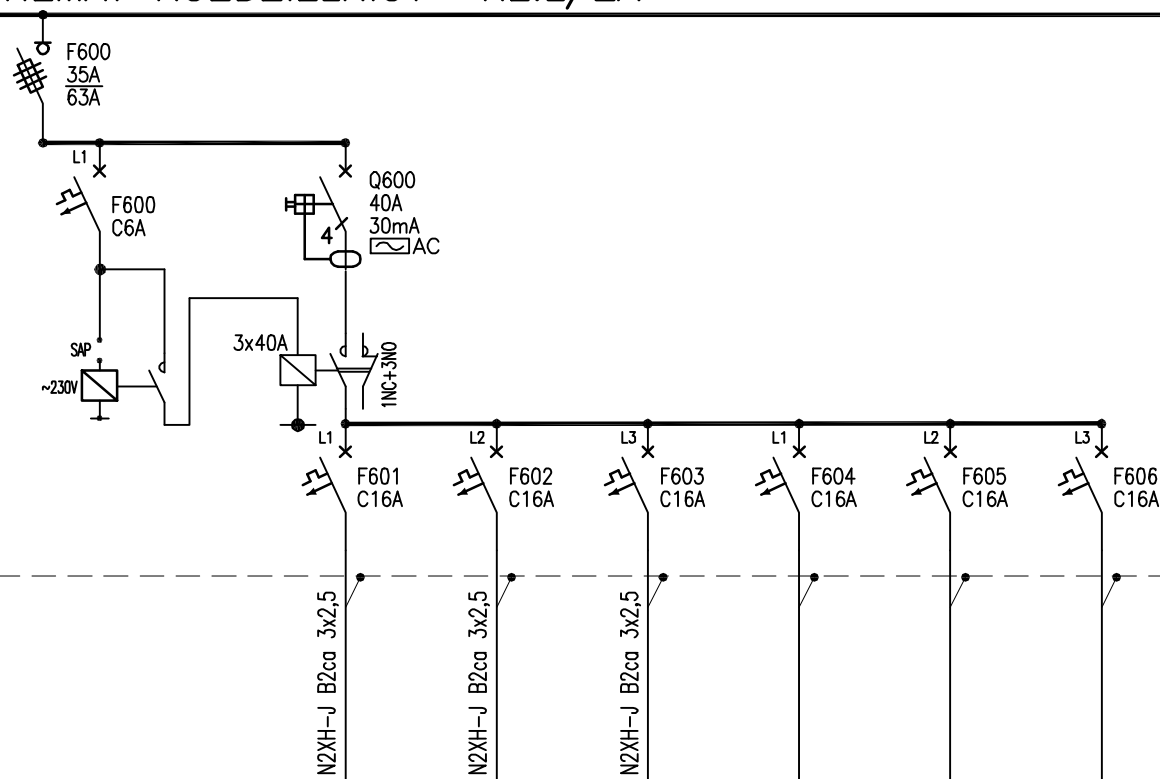 F600
35A
63A
L1
F600
C6A
Q600
40A
30mA
AC
4
SAP
~230V
3x40A
1NC+3NO
L1
L2
L3
L1
L2
L3
F601
C16A
F602
C16A
F603
C16A
F604
C16A
F605
C16A
F606
C16A
N2XH-J B2ca 3x2,5
N2XH-J B2ca 3x2,5
N2XH-J B2ca 3x2,5